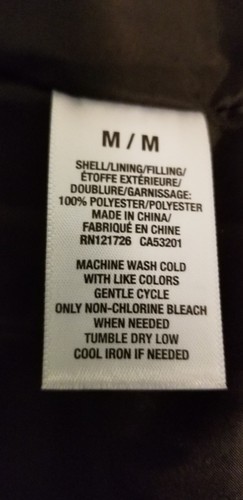 M / M
SHELL/LINING/FILLING/
ÉTOFFE EXTÉRIEURE/
DOUBLURE/GARNISSAGE:
100% POLYESTER/POLYESTER
MADE IN CHINA/
FABRIQUÉ EN CHINE
RN121726 CA53201
MACHINE WASH COLD
WITH LIKE COLORS
GENTLE CYCLE
ONLY NON-CHLORINE BLEACH
WHEN NEEDED
TUMBLE DRY LOW
COOL IRON IF NEEDED